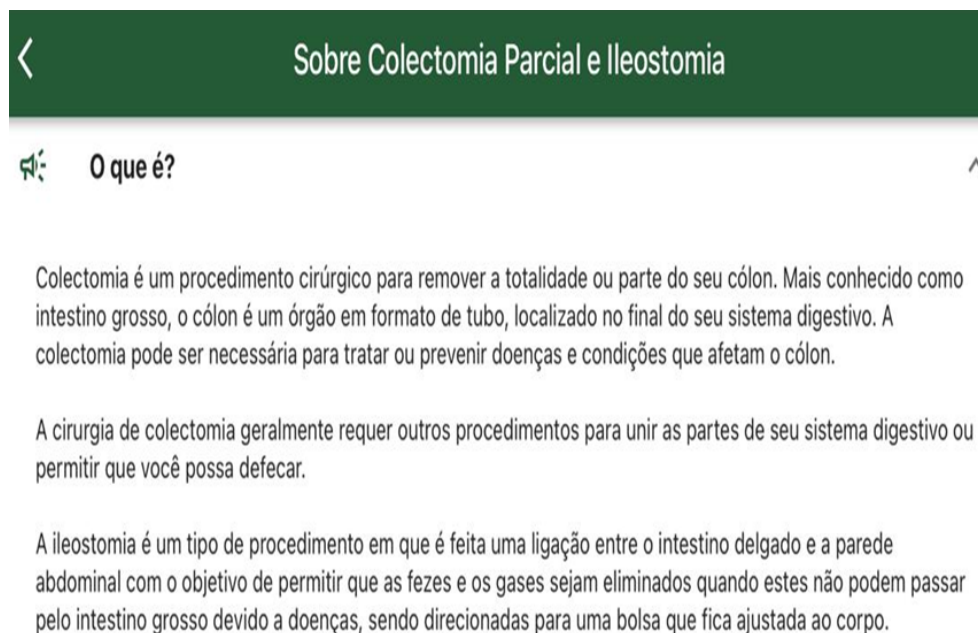 Sobre Colectomia Parcial e Ileostomia
O que é?
Colectomia é um procedimento cirúrgico para remover a totalidade ou parte do seu cólon. Mais conhecido como
intestino grosso, o cólon é um órgão em formato de tubo, localizado no final do seu sistema digestivo. A
colectomia pode ser necessária para tratar ou prevenir doenças e condições que afetam o cólon.
A cirurgia de colectomia geralmente requer outros procedimentos para unir as partes de seu sistema digestivo ou
permitir que você possa defecar.
A ileostomia é um tipo de procedimento em que é feita uma ligação entre o intestino delgado e a parede
abdominal com o objetivo de permitir que as fezes e os gases sejam eliminados quando estes não podem passar
pelo intestino grosso devido a doenças, sendo direcionadas para uma bolsa que fica ajustada ao corpo.